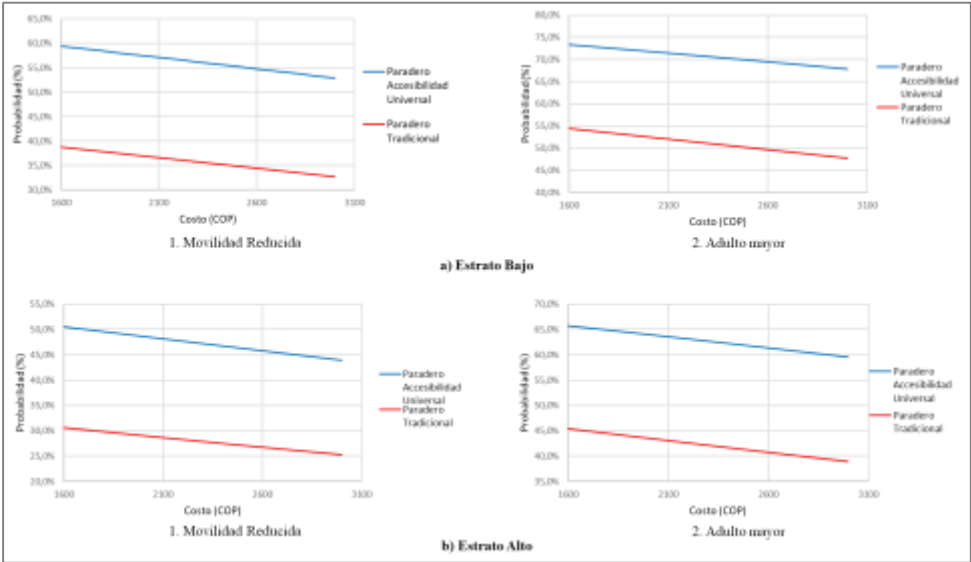 65,0%
60,0%
55,0%
50,0%
45,0%
40,0%
35,0%
30,0%
Probabilidad (%)
1600
2100
2600
3100
Costo (COP)
Paradero
Accesibilidad
Universal
Paradero
Tradicional
1. Movilidad Reducida
80,0%
75,0%
70,0%
65,0%
60,0%
55,0%
50,0%
45,0%
40,0%
Probabilidad (%)
1600
2100
2600
3100
Costo (COP)
Paradero
Accesibilidad
Universal
Paradero
Tradicional
2. Adulto mayor
a) Estrato Bajo
55,0%
50,0%
45,0%
40,0%
35,0%
30,0%
25,0%
20,0%
Probabilidad (%)
1600
2100
2600
3100
Costo (COP)
Paradero
Accesibilidad
Universal
Paradero
Tradicional
1. Movilidad Reducida
70,0%
65,0%
60,0%
55,0%
50,0%
45,0%
40,0%
35,0%
Probabilidad (%)
1600
2100
2600
3100
Costo (COP)
Paradero
Accesibilidad
Universal
Paradero
Tradicional
2. Adulto mayor
b) Estrato Alto